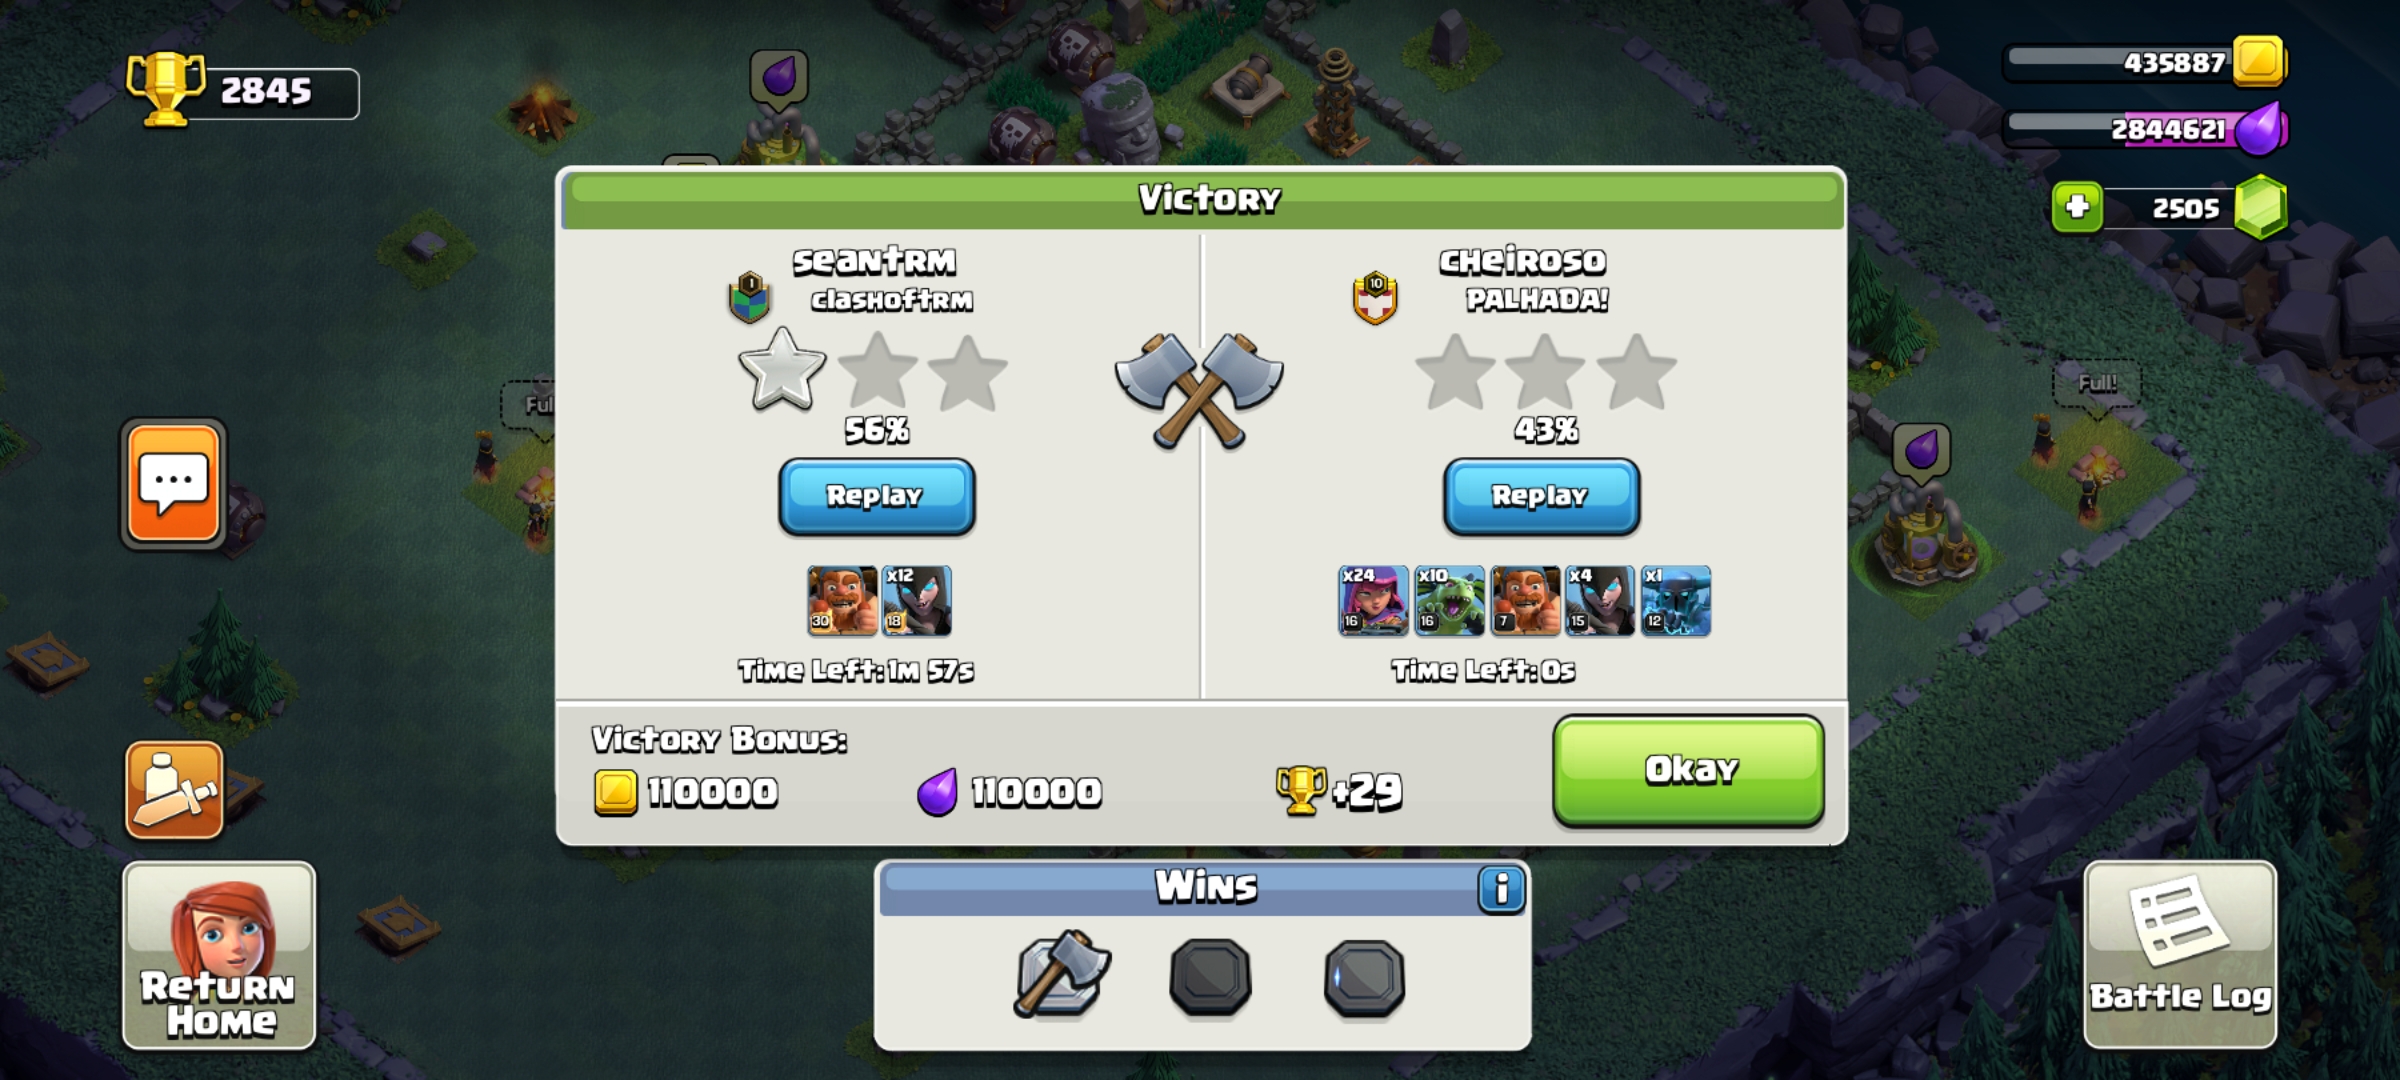 2845
435887
2844621
2505
Victory
seantrm
1
clashoftrm
56%
Replay
30
x12
18
Time Left: 1m 57s
cheiroso
10
PALHADA!
43%
Replay
x24
16
x10
16
7
x4
15
x1
12
Time Left: 0s
Full!
Victory Bonus:
110000
110000
+29
Okay
Wins
i
Return
Home
Battle Log